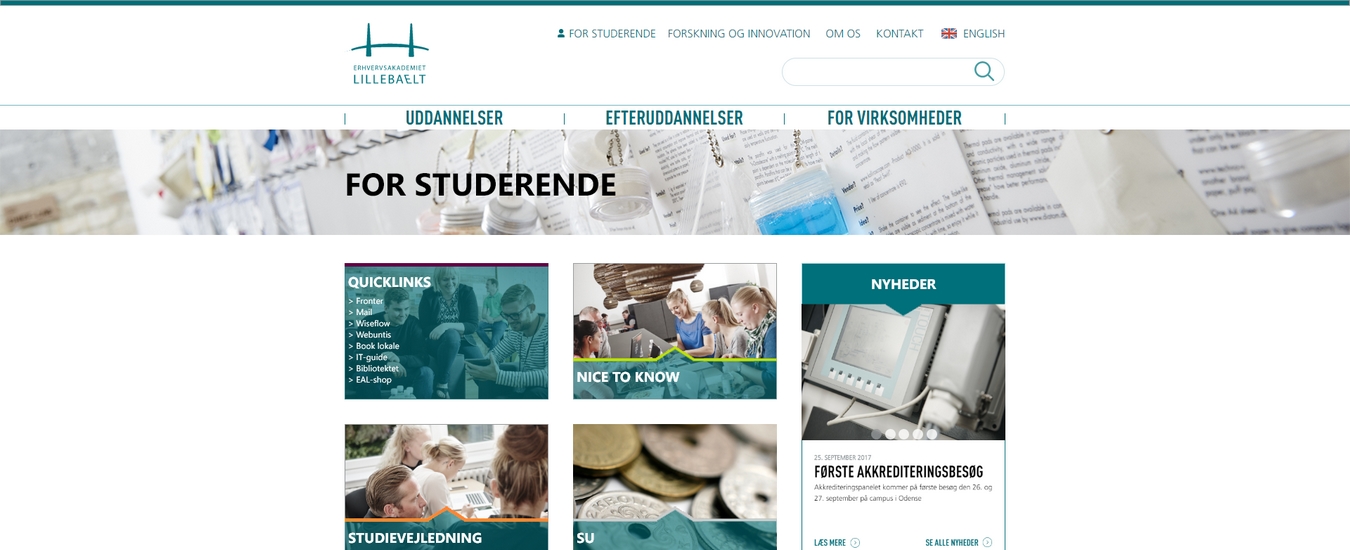 FOR STUDERENDE FORSKNING OG INNOVATION OM OS KONTAKT ENGLISH
ERHVERVSAKADEMIET
LILLEBAELT
UDDANNELSER EFTERUDDANNELSER FOR VIRKSOMHEDER
FOR STUDERENDE
QUICKLINKS
> Fronter
> Mail
> Wiseflow
> Webuntis
> Book lokale
> IT-guide
> Bibliotektet
> EAL-shop
NICE TO KNOW
NYHEDER
25. SEPTEMBER 2017
FØRSTE AKKREDITERINGSBESØG
Akkrediteringspanelet kommer på første besøg den 26. og
27. september på campus i Odense
LÆS MERE SE ALLE NYHEDER
STUDIEVEJLEDNING
SU